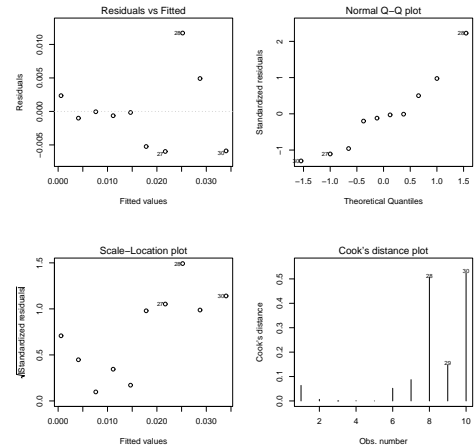 Residuals vs Fitted
Residuals
−0.005 0.000 0.005 0.010
28
27
30
0.000 0.010 0.020 0.030
Fitted values
Normal Q−Q plot
Standardized residuals
−1 0 1 2
28
27
30
−1.5 −1.0 −0.5 0.0 0.5 1.0 1.5
Theoretical Quantiles
Scale−Location plot
√|Standardized residuals|
0.0 0.5 1.0 1.5
28
27
30
0.000 0.010 0.020 0.030
Fitted values
Cook's distance plot
Cook's distance
0.0 0.1 0.2 0.3 0.4 0.5
28
30
29
2 4 6 8 10
Obs. number